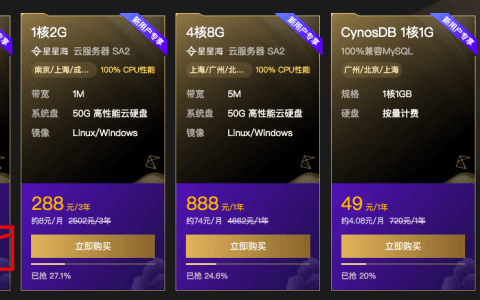 新用户专享
1核2G
星星海 云服务器 SA2
南京/上海/成... 100% CPU性能
带宽 1M
系统盘 50G 高性能云硬盘
镜像 Linux/Windows
288 元/3年
约8元/月 2502元/3年
立即购买
已抢 27.1%
新用户专享
4核8G
星星海 云服务器 SA2
上海/广州/北... 100% CPU性能
带宽 5M
系统盘 50G 高性能云硬盘
镜像 Linux/Windows
888 元/1年
约74元/月 4662元/1年
立即购买
已抢 24.6%
新用户专享
CynosDB 1核1G
100%兼容MySQL
广州/北京/上海
规格 1核1GB
硬盘 按量计费
49 元/1年
约4.08元/月 720元/1年
立即购买
已抢 20%